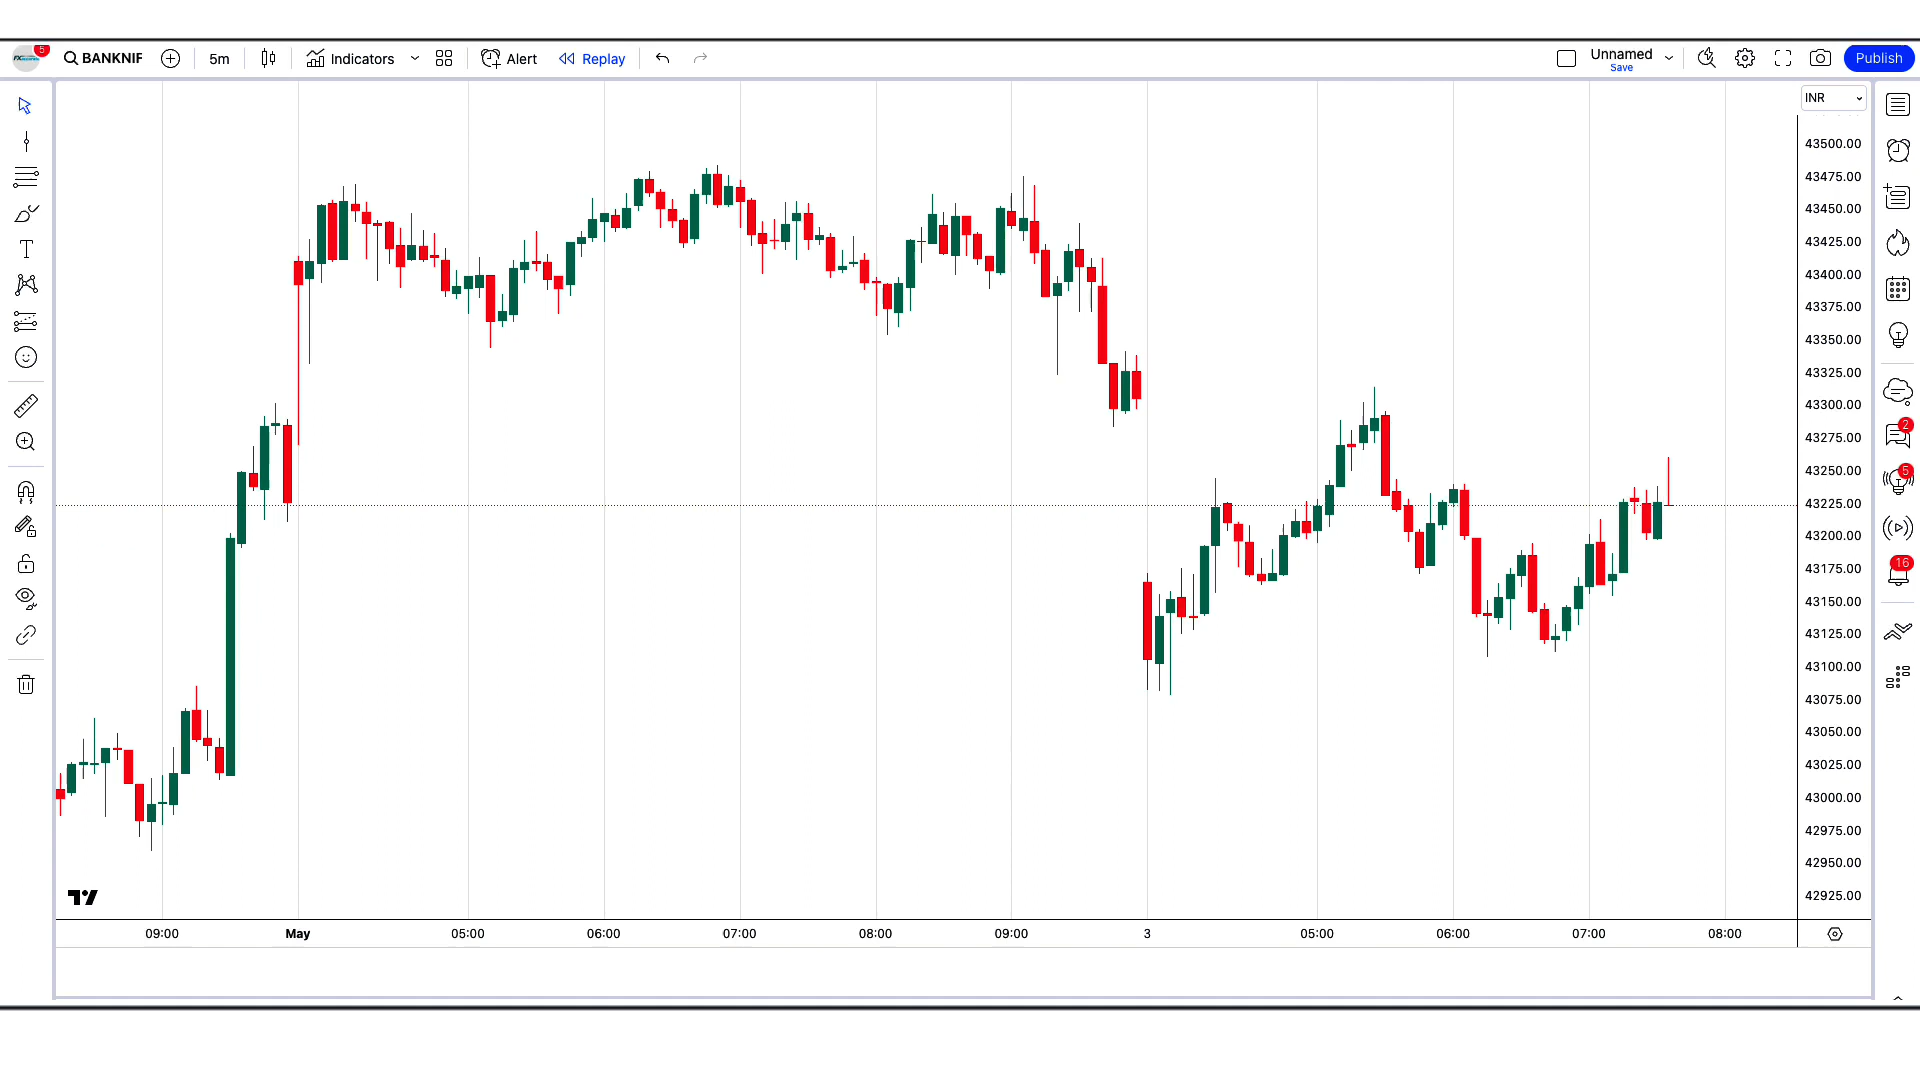 5
BANKNIF
5m
Indicators
Alert
Replay
Unnamed
Save
Publish
INR
43500.00
43475.00
43450.00
43425.00
43400.00
43375.00
43350.00
43325.00
43300.00
43275.00
43250.00
43225.00
43200.00
43175.00
43150.00
43125.00
43100.00
43075.00
43050.00
43025.00
43000.00
42975.00
42950.00
42925.00
2
5
16
09:00 May 05:00 06:00 07:00 08:00 09:00 3 05:00 06:00 07:00 08:00